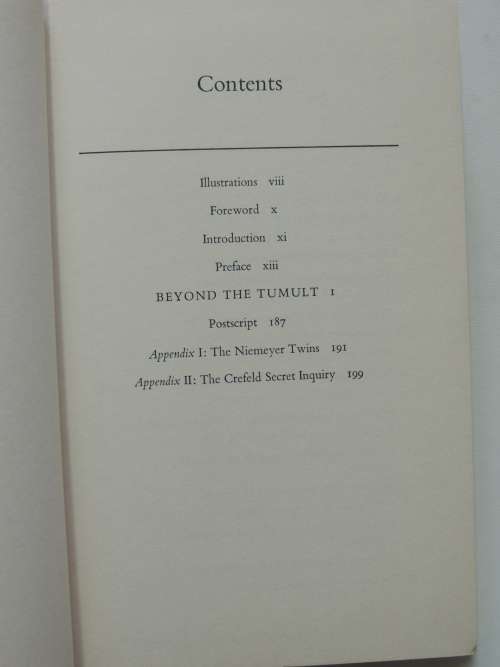 Contents
Illustrations viii
Foreword x
Introduction xi
Preface xiii
BEYOND THE TUMULT 1
Postscript 187
Appendix I: The Niemeyer Twins 191
Appendix II: The Crefeld Secret Inquiry 199